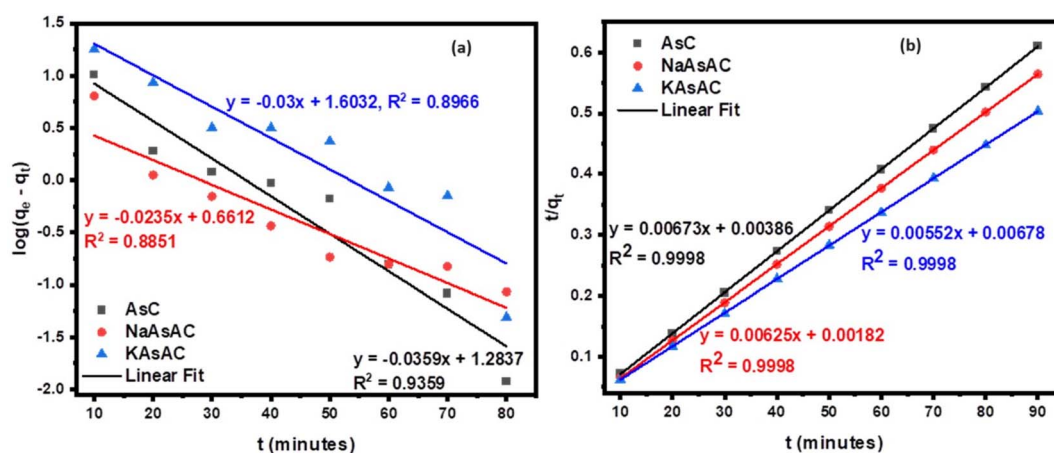 (a)
1.5
1.0
0.5
0.0
-0.5
-1.0
-1.5
-2.0
log(qₑ - qₜ)
y = -0.03x + 1.6032, R² = 0.8966
y = -0.0235x + 0.6612
R² = 0.8851
AsC
NaAsAC
KAsAC
Linear Fit
y = -0.0359x + 1.2837
R² = 0.9359
10 20 30 40 50 60 70 80
t (minutes)
(b)
AsC
NaAsAC
KAsAC
Linear Fit
0.6
0.5
0.4
0.3
0.2
0.1
t/qₜ
y = 0.00673x + 0.00386
R² = 0.9998
y = 0.00552x + 0.00678
R² = 0.9998
y = 0.00625x + 0.00182
R² = 0.9998
10 20 30 40 50 60 70 80 90
t (minutes)